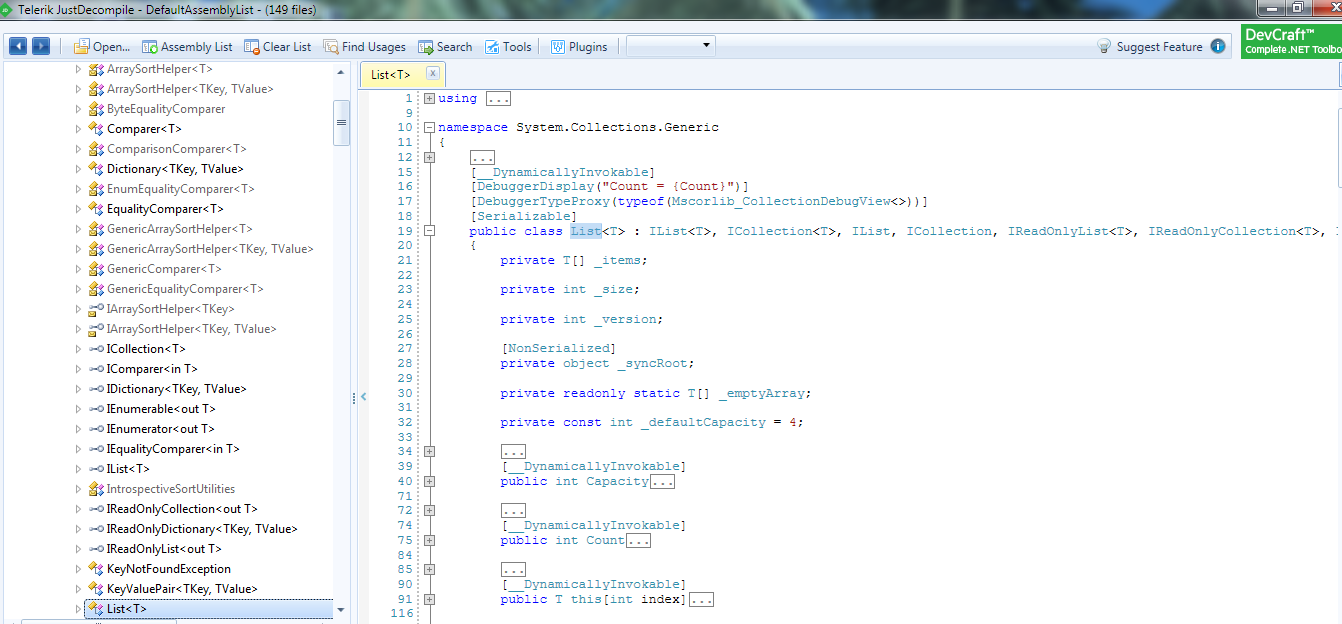 Telerik JustDecompile - DefaultAssemblyList - (149 files)
Open... Assembly List Clear List Find Usages Search Tools Plugins Suggest Feature
DevCraft™
Complete .NET Toolbo
ArraySortHelper<T>
ArraySortHelper<TKey, TValue>
ByteEqualityComparer
Comparer<T>
ComparisonComparer<T>
Dictionary<TKey, TValue>
EnumEqualityComparer<T>
EqualityComparer<T>
GenericArraySortHelper<T>
GenericArraySortHelper<TKey, TValue>
GenericComparer<T>
GenericEqualityComparer<T>
IArraySortHelper<TKey>
IArraySortHelper<TKey, TValue>
ICollection<T>
IComparer<in T>
IDictionary<TKey, TValue>
IEnumerable<out T>
IEnumerator<out T>
IEqualityComparer<in T>
IList<T>
IntrospectiveSortUtilities
IReadOnlyCollection<out T>
IReadOnlyDictionary<TKey, TValue>
IReadOnlyList<out T>
KeyNotFoundException
KeyValuePair<TKey, TValue>
List<T>
List<T> x
1 using ...
9
10 namespace System.Collections.Generic
11 {
12 ...
15 [__DynamicallyInvokable]
16 [DebuggerDisplay("Count = {Count}")]
17 [DebuggerTypeProxy(typeof(Mscorlib_CollectionDebugView<>))]
18 [Serializable]
19 public class List<T> : IList<T>, ICollection<T>, IList, ICollection, IReadOnlyList<T>, IReadOnlyCollection<T>,
20 {
21 private T[] _items;
22
23 private int _size;
24
25 private int _version;
26
27 [NonSerialized]
28 private object _syncRoot;
29
30 private readonly static T[] _emptyArray;
31
32 private const int _defaultCapacity = 4;
33
34 ...
39 [__DynamicallyInvokable]
40 public int Capacity...
71
72 ...
74 [__DynamicallyInvokable]
75 public int Count...
84
85 ...
90 [__DynamicallyInvokable]
91 public T this[int index]...
116